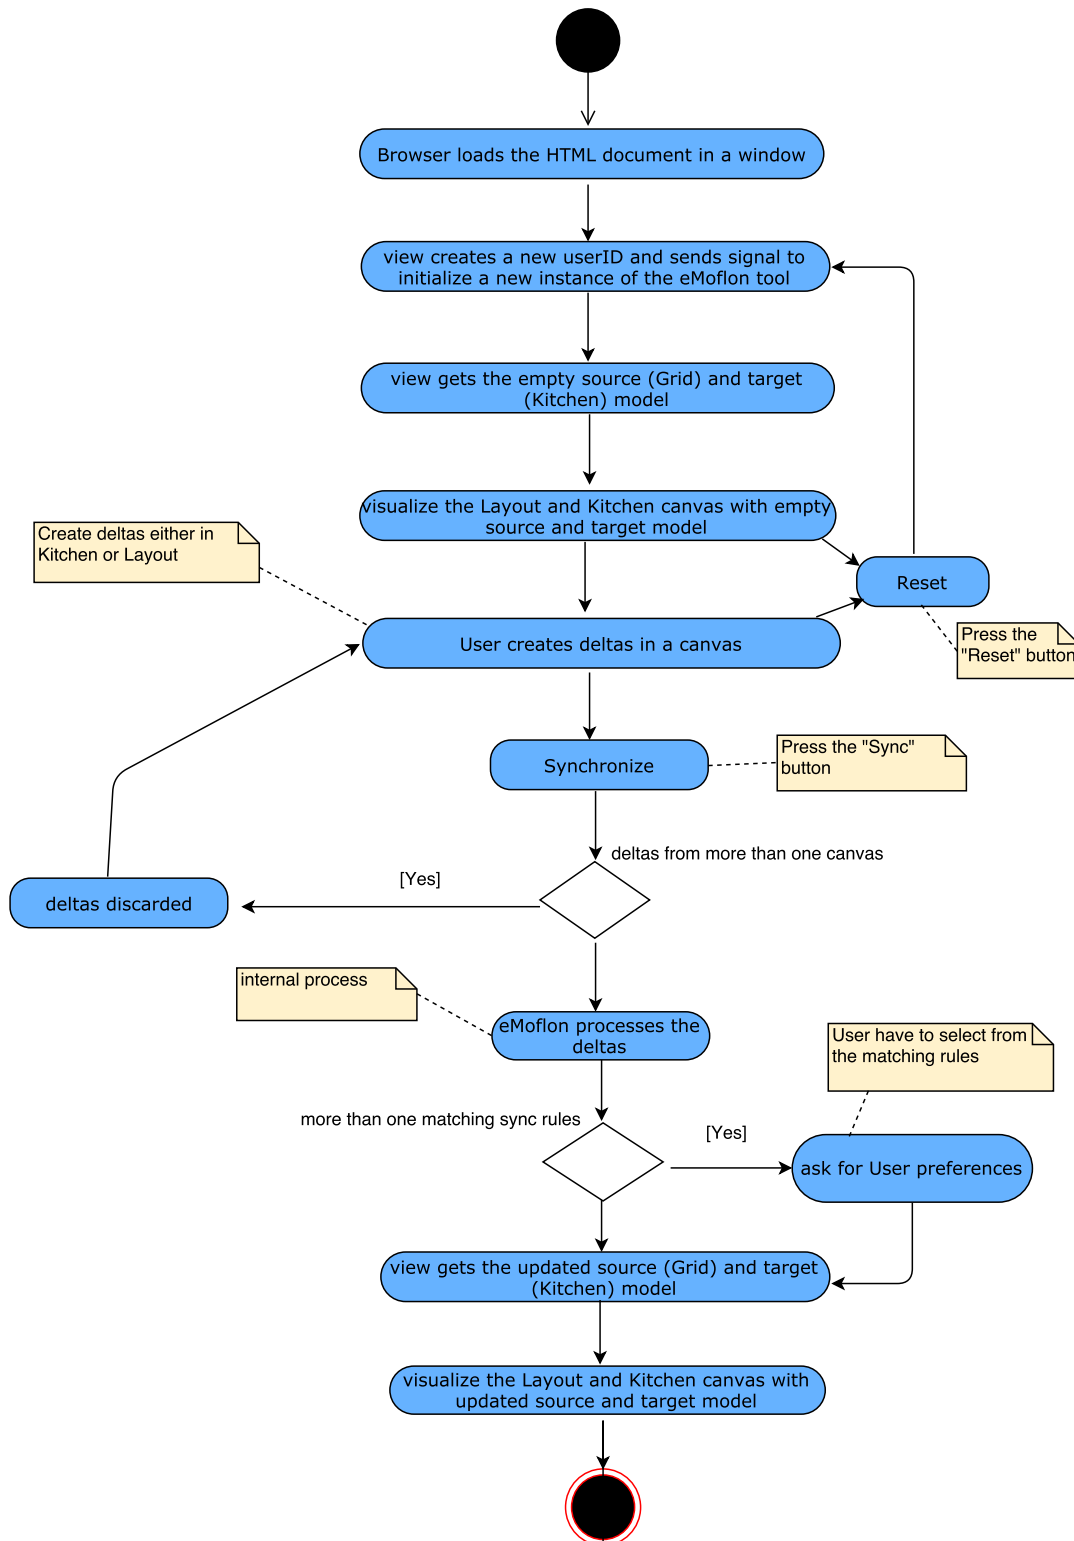 Browser loads the HTML document in a window
view creates a new userID and sends signal to
initialize a new instance of the eMoflon tool
view gets the empty source (Grid) and target
(Kitchen) model
visualize the Layout and Kitchen canvas with empty
source and target model
Create deltas either in
Kitchen or Layout
Reset
User creates deltas in a canvas
Press the
"Reset" button
Synchronize
Press the "Sync"
button
deltas from more than one canvas
[Yes]
deltas discarded
internal process
eMoflon processes the
deltas
User have to select from
the matching rules
more than one matching sync rules
[Yes]
ask for User preferences
view gets the updated source (Grid) and target
(Kitchen) model
visualize the Layout and Kitchen canvas with
updated source and target model